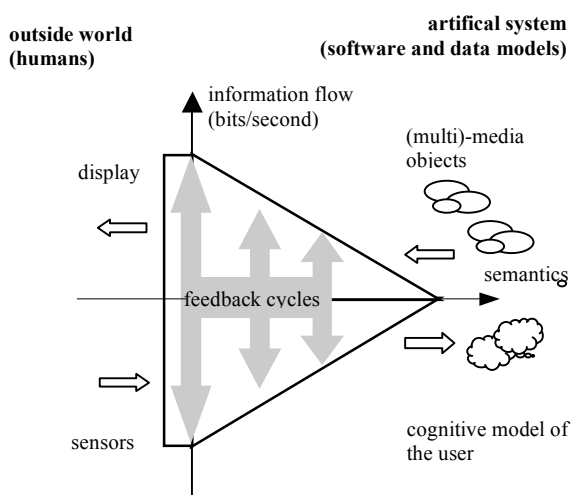 outside world
(humans)
artifical system
(software and data models)
information flow
(bits/second)
(multi)-media
objects
display
semantics
feedback cycles
sensors
cognitive model of
the user